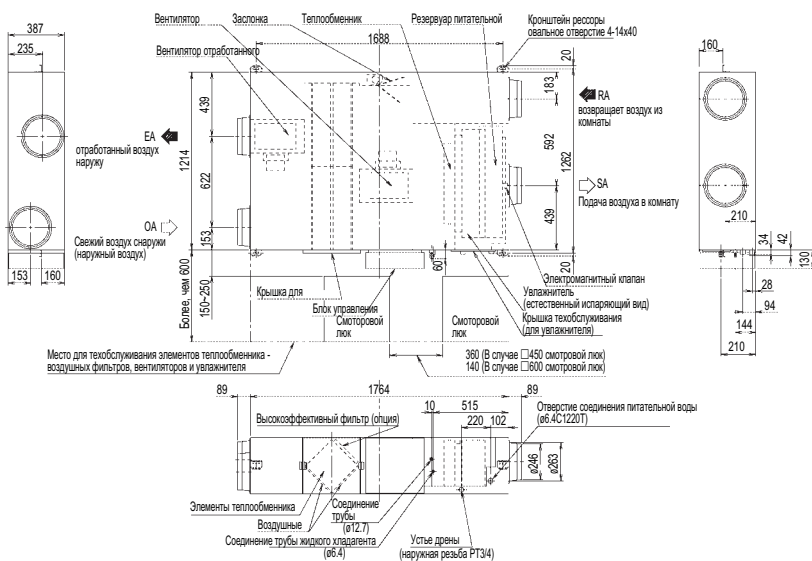 387
235
Вентилятор
Заслонка
Теплообменник
Резервуар питательной
Кронштейн рессоры
овальное отверстие 4-14x40
Вентилятор отработанного
1688
20
160
183
439
EA
отработанный воздух
наружу
1214
622
OA
Свежий воздух снаружи
(наружный воздух)
153
RA
возвращает воздух из
комнаты
592
1262
SA
Подача воздуха в комнату
439
210
34
42
130
153
160
Более, чем 600
150~250
60
20
Электромагнитный клапан
Увлажнитель
(естественный испаряющий вид)
Крышка техобслуживания
(для увлажнителя)
28
94
144
210
Крышка для
Блок управления
Смоторовой
люк
Смоторовой
люк
Место для техобслуживания элементов теплообменника -
воздушных фильтров, вентиляторов и увлажнителя
360 (В случае □450 смотровой люк)
140 (В случае □600 смотровой люк)
89
1764
89
Высокоэффективный фильтр (опция)
10
515
220
102
Отверстие соединения питательной воды
(ø6.4C1220T)
ø246
ø263
Элементы теплообменника
Воздушные
Соединение
трубы
(ø12.7)
Соединение трубы жидкого хладагента
(ø6.4)
Устье дрены
(наружная резьба PT3/4)